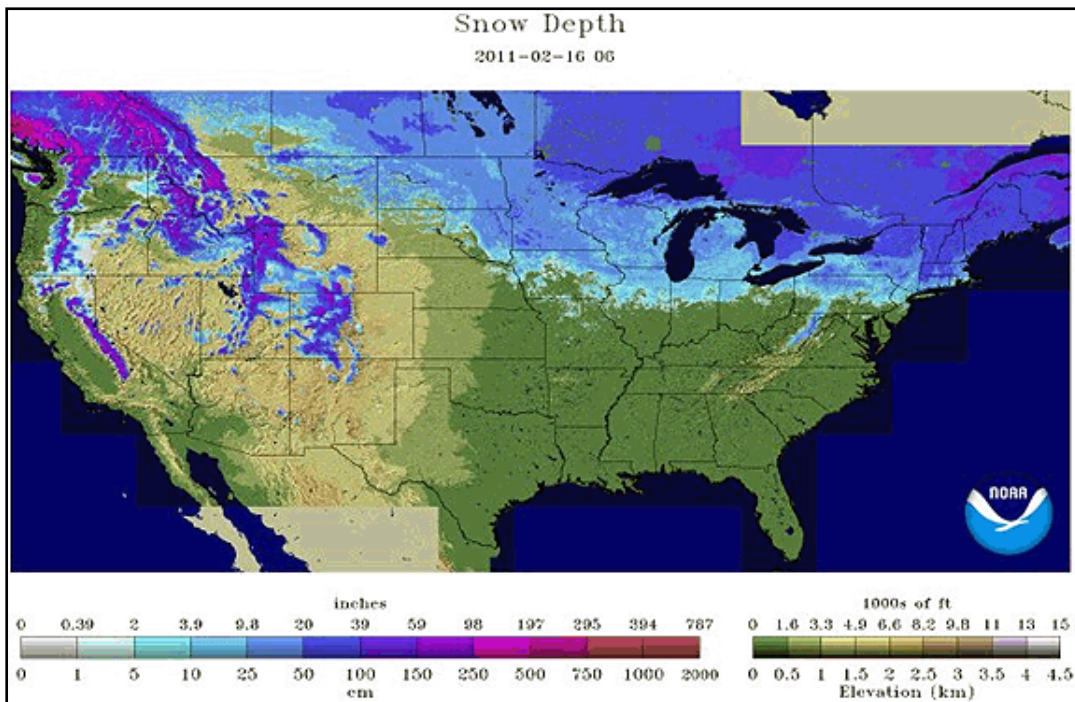 Snow Depth
2011-02-16 06
NOAA
inches
0 0.39 2 3.9 9.8 20 39 59 98 197 295 394 787
0 1 5 10 25 50 100 150 250 500 750 1000 2000
cm
1000s of ft
0 1.6 3.3 4.9 6.6 8.2 9.8 11 13 15
0 0.5 1 1.5 2 2.5 3 3.5 4 4.5
Elevation (km)